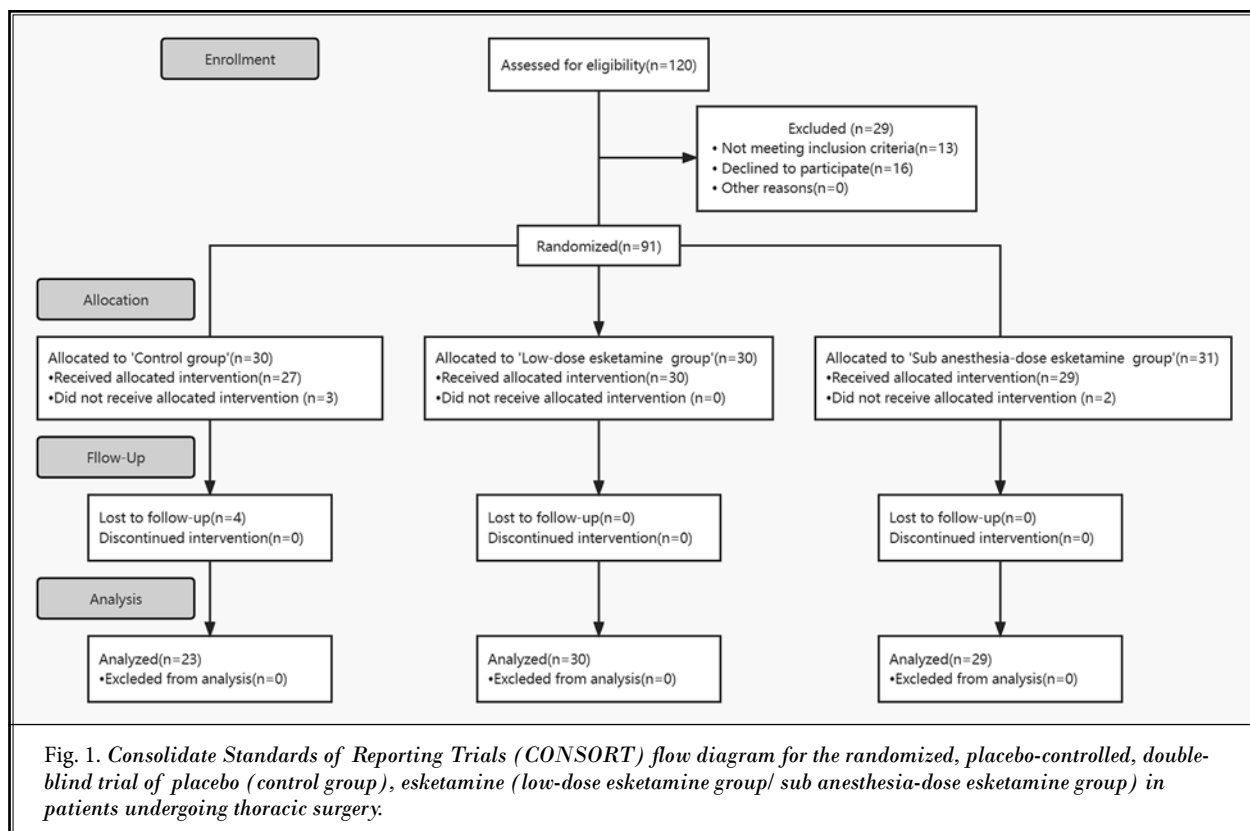 Enrollment
Assessed for eligibility(n=120)
Excluded (n=29)
• Not meeting inclusion criteria(n=13)
• Declined to participate(n=16)
• Other reasons(n=0)
Randomized(n=91)
Allocation
Allocated to 'Control group'(n=30)
•Received allocated intervention(n=27)
•Did not receive allocated intervention (n=3)
Allocated to 'Low-dose esketamine group'(n=30)
•Received allocated intervention(n=30)
•Did not receive allocated intervention (n=0)
Allocated to 'Sub anesthesia-dose esketamine group'(n=31)
•Received allocated intervention(n=29)
•Did not receive allocated intervention (n=2)
Fllow-Up
Lost to follow-up(n=4)
Discontinued intervention(n=0)
Lost to follow-up(n=0)
Discontinued intervention(n=0)
Lost to follow-up(n=0)
Discontinued intervention(n=0)
Analysis
Analyzed(n=23)
•Excleded from analysis(n=0)
Analyzed(n=30)
•Excleded from analysis(n=0)
Analyzed(n=29)
•Excleded from analysis(n=0)
Fig. 1. Consolidate Standards of Reporting Trials (CONSORT) flow diagram for the randomized, placebo-controlled, double-
blind trial of placebo (control group), esketamine (low-dose esketamine group/ sub anesthesia-dose esketamine group) in
patients undergoing thoracic surgery.